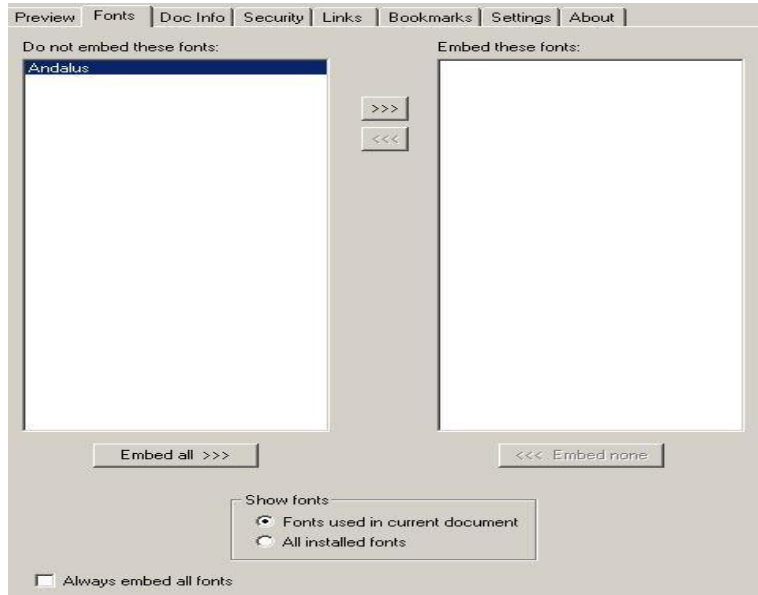 Preview Fonts Doc Info Security Links Bookmarks Settings About
Do not embed these fonts: Embed these fonts:
Andalus
>>>
<<<
Embed all >>> <<< Embed none
Show fonts
Fonts used in current document
All installed fonts
Always embed all fonts